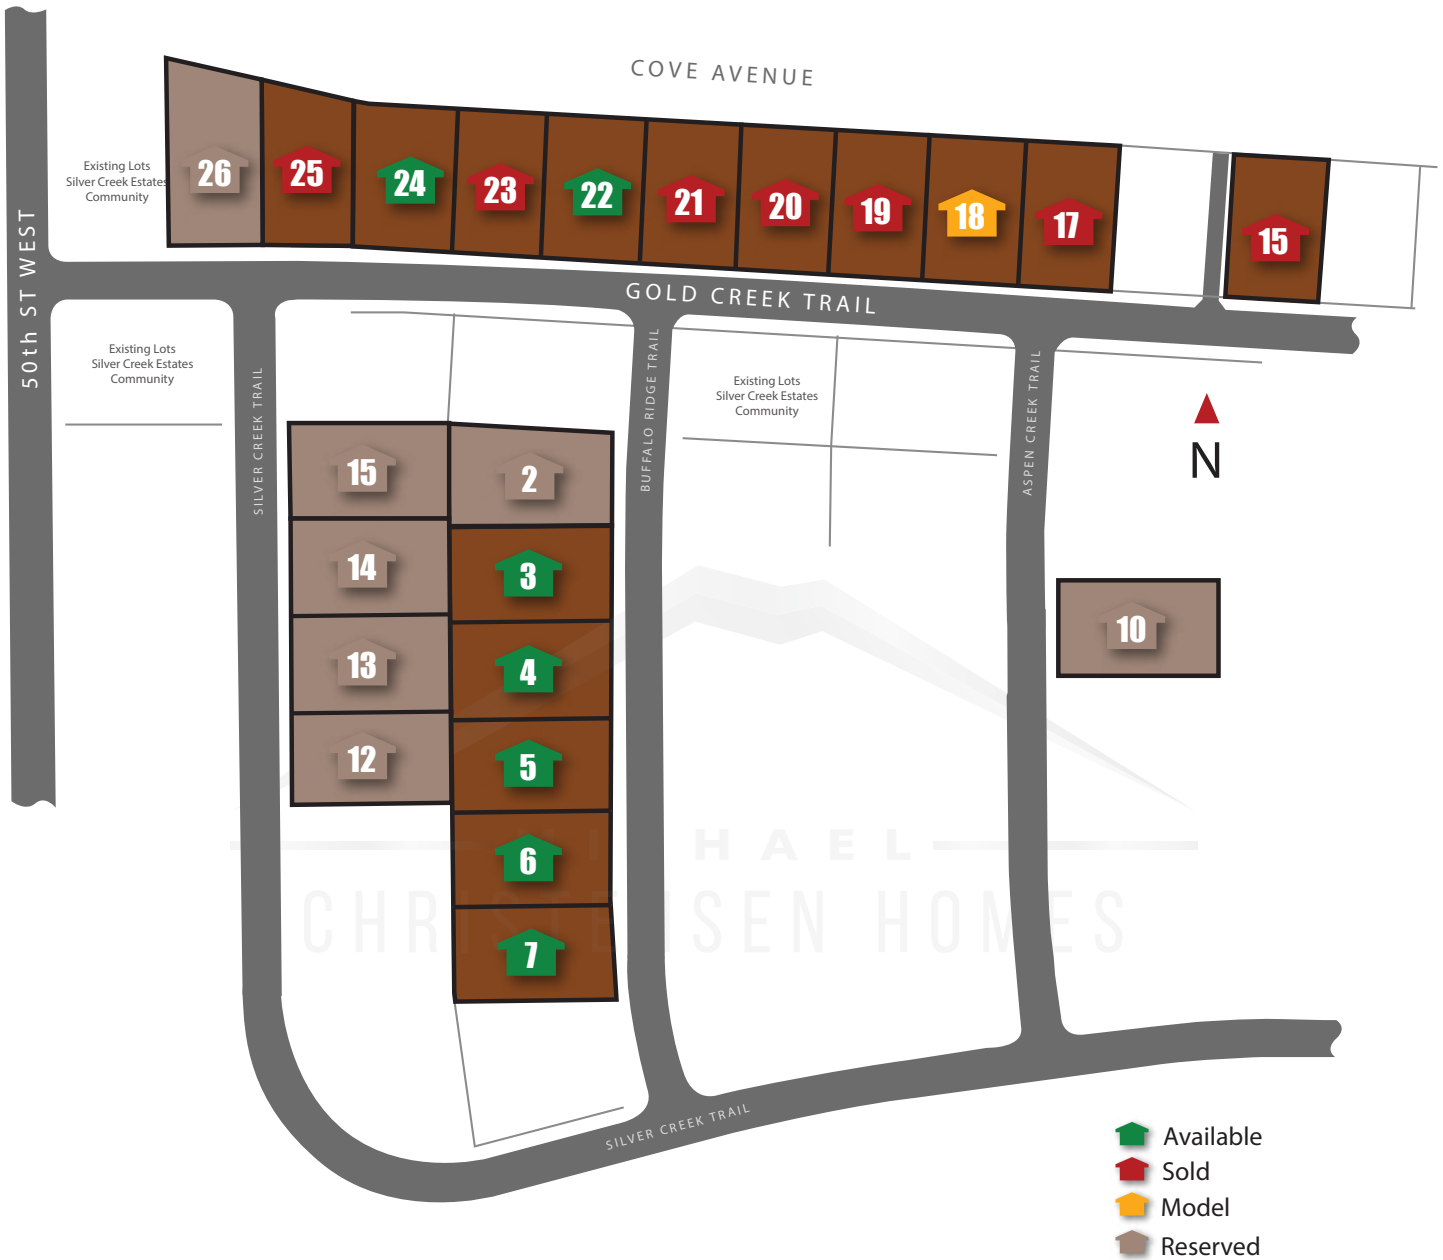 COVE AVENUE
26
25
24
23
22
21
20
19
18
17
15
Existing Lots
Silver Creek Estates
Community
50th ST WEST
GOLD CREEK TRAIL
Existing Lots
Silver Creek Estates
Community
SILVER CREEK TRAIL
BUFFALO RIDGE TRAIL
Existing Lots
Silver Creek Estates
Community
ASPEN CREEK TRAIL
N
15
2
14
3
13
4
12
5
6
7
10
HAEL
CHRISTENSEN HOMES
SILVER CREEK TRAIL
Available
Sold
Model
Reserved